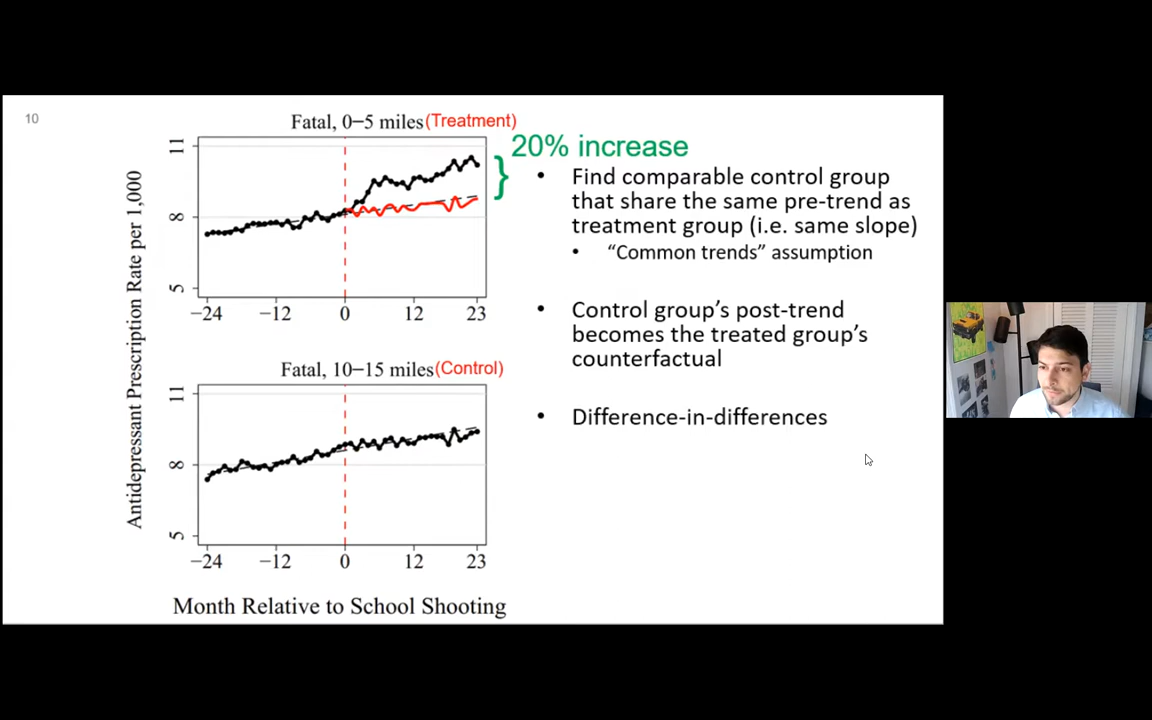 10
Fatal, 0−5 miles (Treatment)
11
8
5
−24 −12 0 12 23
Antidepressant Prescription Rate per 1,000
Fatal, 10−15 miles (Control)
11
8
5
−24 −12 0 12 23
Month Relative to School Shooting
} 20% increase
• Find comparable control group
that share the same pre-trend as
treatment group (i.e. same slope)
• “Common trends” assumption
• Control group’s post-trend
becomes the treated group’s
counterfactual
• Difference-in-differences